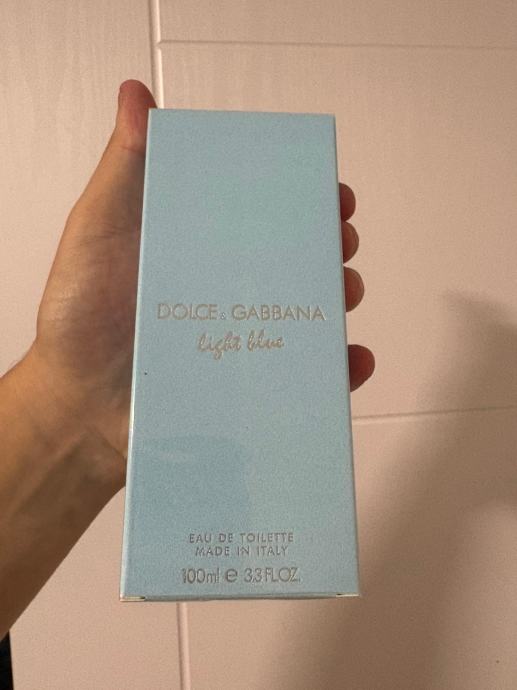 DOLCE & GABBANA
light blue
EAU DE TOILETTE
MADE IN ITALY
100ml e 3.3 FL.OZ.